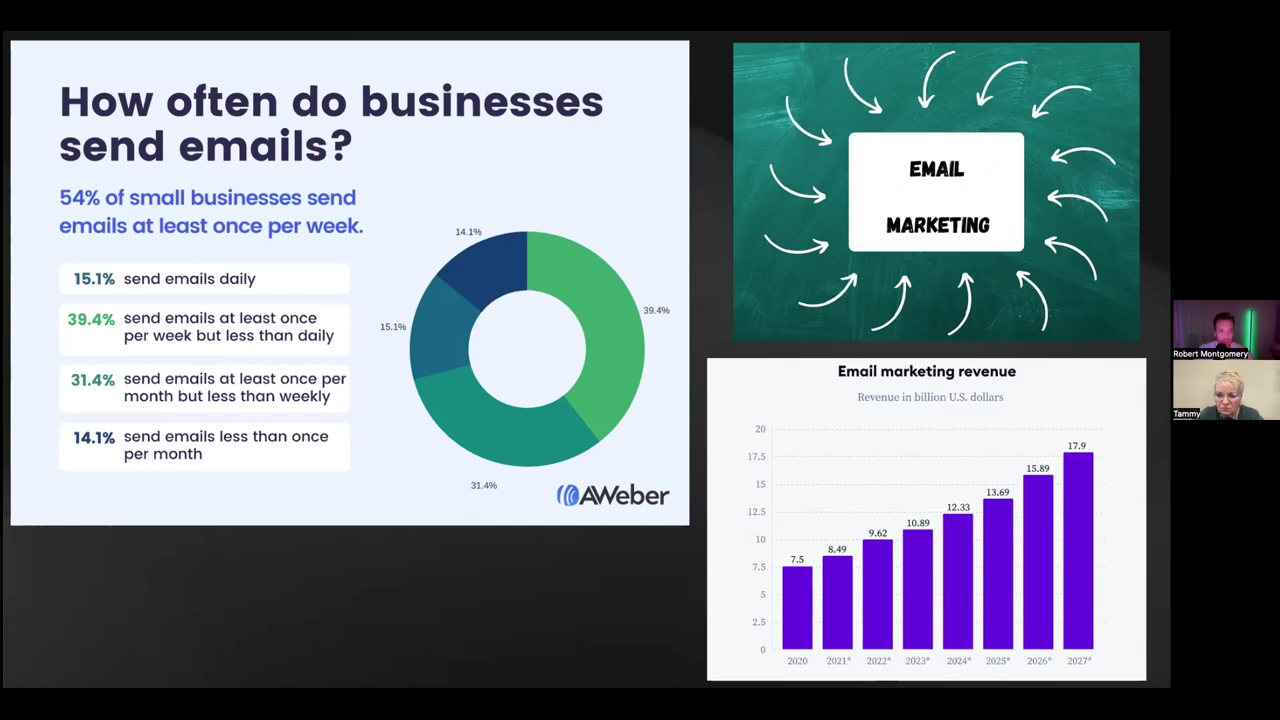 How often do businesses
send emails?
54% of small businesses send
emails at least once per week.
15.1% send emails daily
39.4% send emails at least once
per week but less than daily
31.4% send emails at least once per
month but less than weekly
14.1% send emails less than once
per month
14.1%
39.4%
15.1%
31.4%
AWeber
EMAIL
MARKETING
Email marketing revenue
Revenue in billion U.S. dollars
20
17.5
15
12.5
10
7.5
5
2.5
0
7.5
8.49
9.62
10.89
12.33
13.69
15.89
17.9
2020 2021* 2022* 2023* 2024* 2025* 2026* 2027*
Robert Montgomery
Tammy